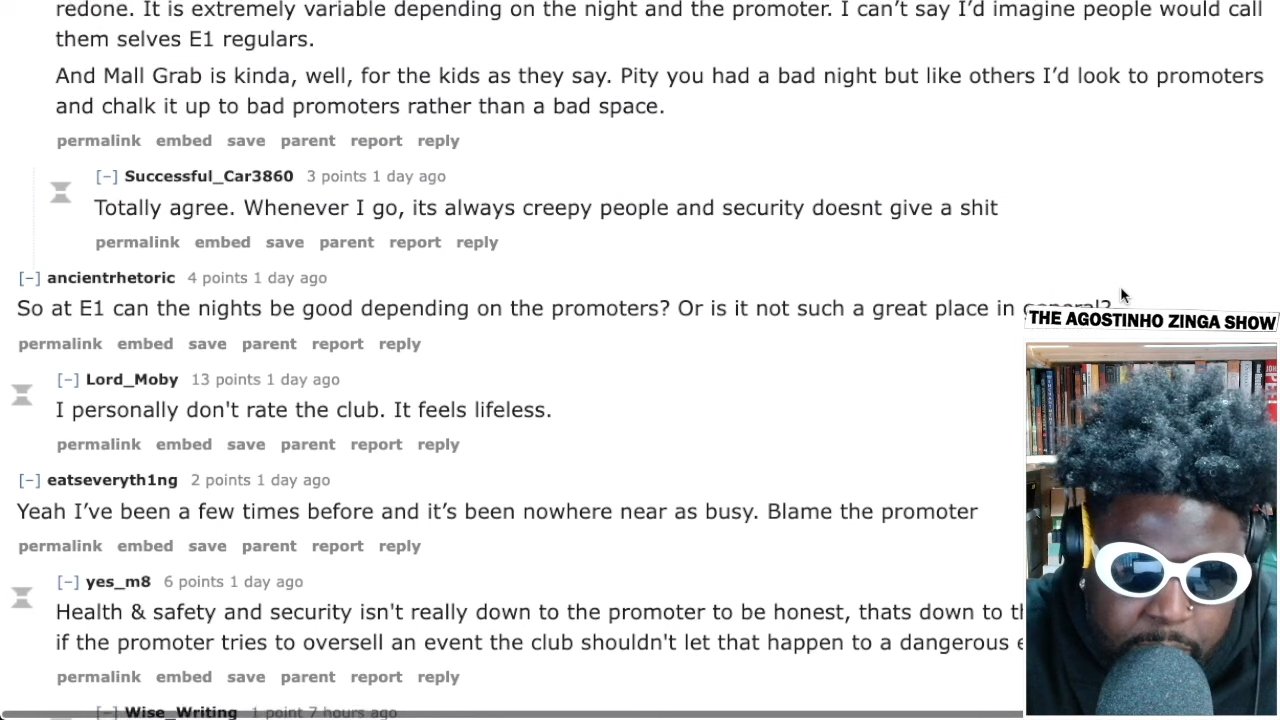 redone. It is extremely variable depending on the night and the promoter. I can’t say I’d imagine people would call
them selves E1 regulars.
And Mall Grab is kinda, well, for the kids as they say. Pity you had a bad night but like others I’d look to promoters
and chalk it up to bad promoters rather than a bad space.
permalink embed save parent report reply
[–] Successful_Car3860 3 points 1 day ago
Totally agree. Whenever I go, its always creepy people and security doesnt give a shit
permalink embed save parent report reply
[–] ancientrhetoric 4 points 1 day ago
So at E1 can the nights be good depending on the promoters? Or is it not such a great place in general?
permalink embed save parent report reply
THE AGOSTINHO ZINGA SHOW
[–] Lord_Moby 13 points 1 day ago
I personally don't rate the club. It feels lifeless.
permalink embed save parent report reply
[–] eatseveryth1ng 2 points 1 day ago
Yeah I’ve been a few times before and it’s been nowhere near as busy. Blame the promoter
permalink embed save parent report reply
[–] yes_m8 6 points 1 day ago
Health & safety and security isn't really down to the promoter to be honest, thats down to
if the promoter tries to oversell an event the club shouldn't let that happen to a dangerous
permalink embed save parent report reply
[–] Wise_Writing 1 point 7 hours ago